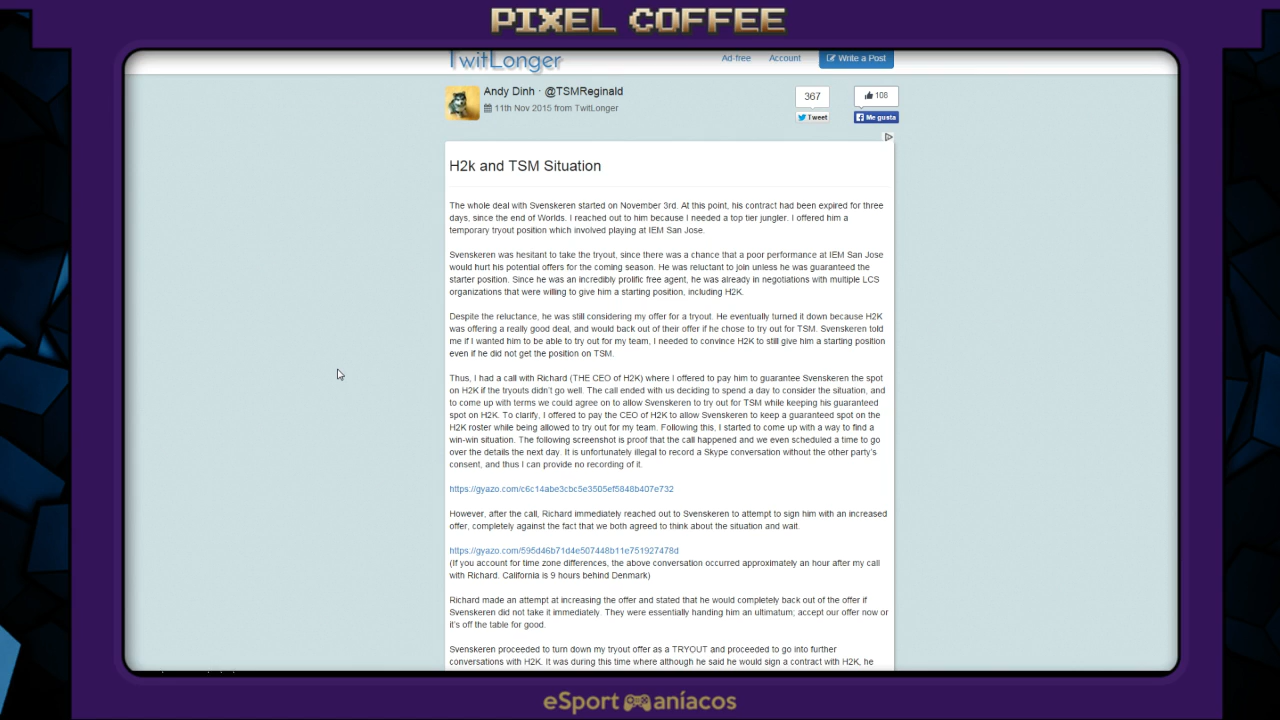 PIXEL COFFEE
TwitLonger
Ad-free Account Write a Post
Andy Dinh · @TSMReginald
11th Nov 2015 from TwitLonger
367
Tweet
108
Me gusta
H2k and TSM Situation
The whole deal with Svenskeren started on November 3rd. At this point, his contract had been expired for three
days, since the end of Worlds. I reached out to him because I needed a top tier jungler. I offered him a
temporary tryout position which involved playing at IEM San Jose.
Svenskeren was hesitant to take the tryout, since there was a chance that a poor performance at IEM San Jose
would hurt his potential offers for the coming season. He was reluctant to join unless he was guaranteed the
starter position. Since he was an incredibly prolific free agent, he was already in negotiations with multiple LCS
organizations that were willing to give him a starting position, including H2K.
Despite the reluctance, he was still considering my offer for a tryout. He eventually turned it down because H2K
was offering a really good deal, and would back out of their offer if he chose to try out for TSM. Svenskeren told
me if I wanted him to be able to try out for my team, I needed to convince H2K to still give him a starting position
even if he did not get the position on TSM.
Thus, I had a call with Richard (THE CEO of H2K) where I offered to pay him to guarantee Svenskeren the spot
on H2K if the tryouts didn't go well. The call ended with us deciding to spend a day to consider the situation, and
to come up with terms we could agree on to allow Svenskeren to try out for TSM while keeping his guaranteed
spot on H2K. To clarify, I offered to pay the CEO of H2K to allow Svenskeren to keep a guaranteed spot on the
H2K roster while being allowed to try out for my team. Following this, I started to come up with a way to find a
win-win situation. The following screenshot is proof that the call happened and we even scheduled a time to go
over the details the next day. It is unfortunately illegal to record a Skype conversation without the other party's
consent, and thus I can provide no recording of it.
https://gyazo.com/c6c14abe3cbc5e3505ef5848b407e732
However, after the call, Richard immediately reached out to Svenskeren to attempt to sign him with an increased
offer, completely against the fact that we both agreed to think about the situation and wait.
https://gyazo.com/595d46b71d4e507448b11e751927478d
(If you account for time zone differences, the above conversation occurred approximately an hour after my call
with Richard. California is 9 hours behind Denmark)
Richard made an attempt at increasing the offer and stated that he would completely back out of the offer if
Svenskeren did not take it immediately. They were essentially handing him an ultimatum; accept our offer now or
it's off the table for good.
Svenskeren proceeded to turn down my tryout offer as a TRYOUT and proceeded to go into further
conversations with H2K. It was during this time where although he said he would sign a contract with H2K, he
eSport maníacos